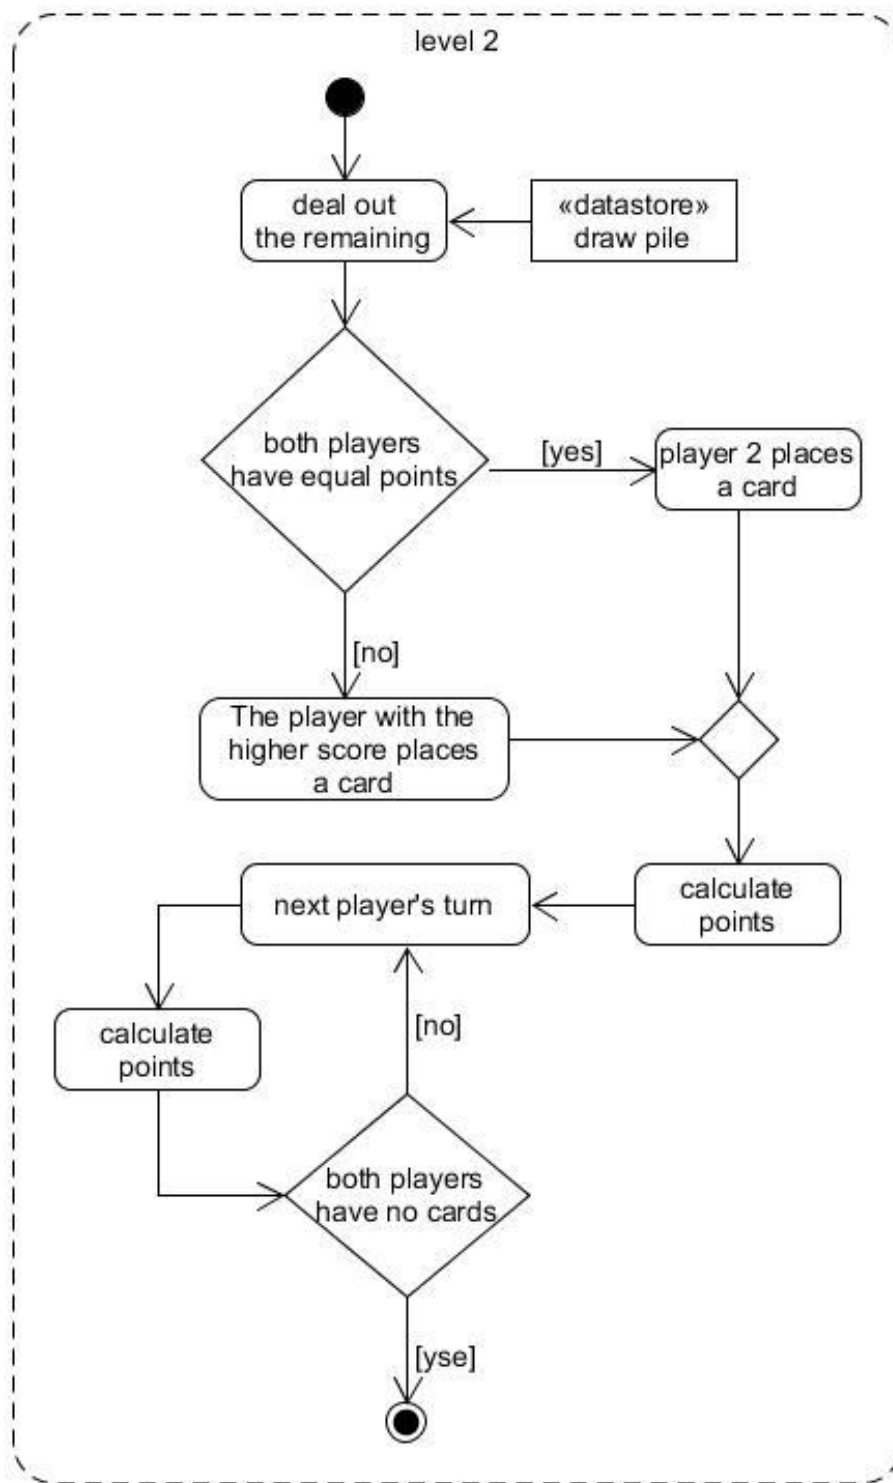 level 2
deal out
the remaining
«datastore»
draw pile
both players
have equal points
[yes]
player 2 places
a card
[no]
The player with the
higher score places
a card
next player's turn
calculate
points
calculate
points
[no]
both players
have no cards
[yse]